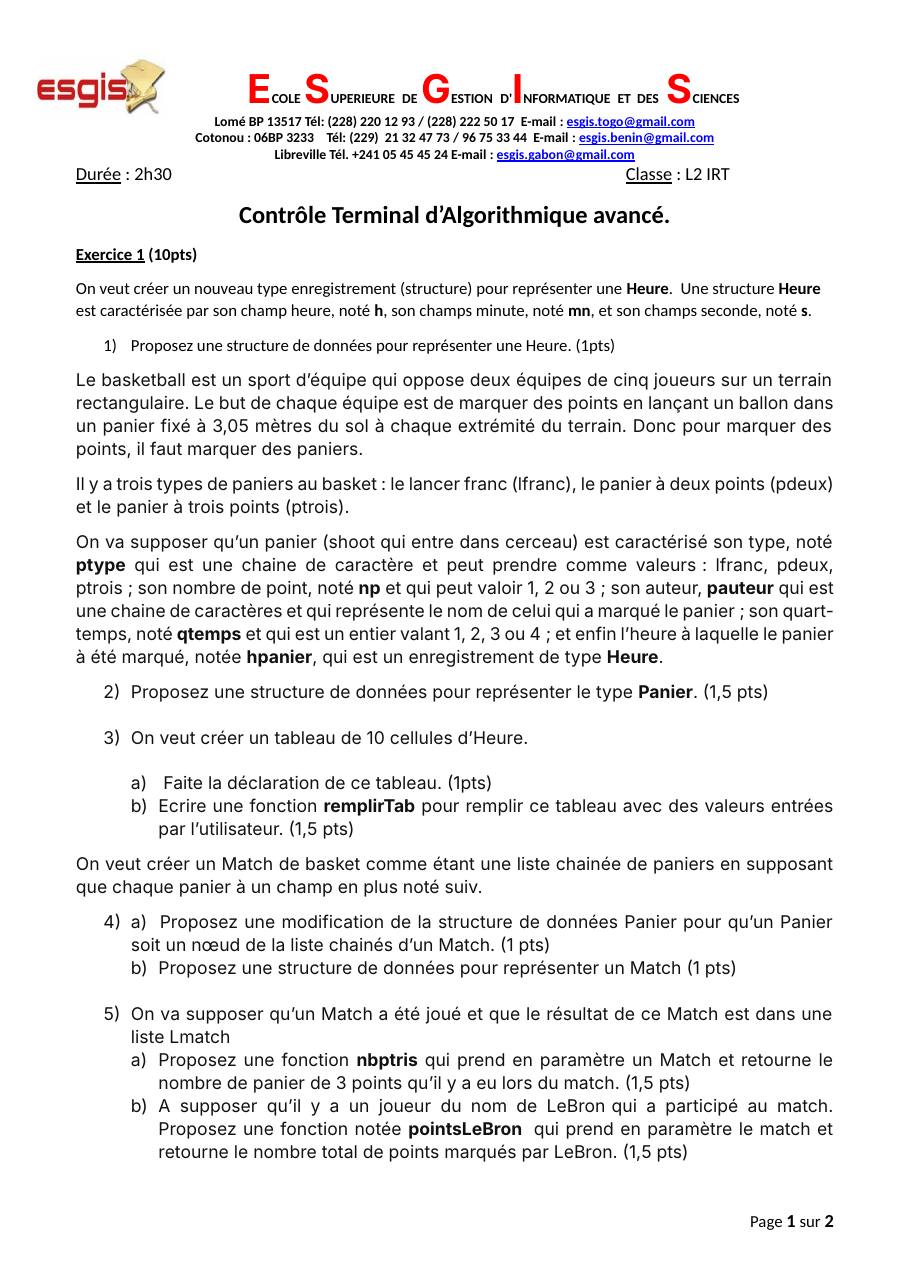 esgis
Ecole Superieure de Gestion d'Informatique et des Sciences
Lomé BP 13517 Tél: (228) 220 12 93 / (228) 222 50 17 E-mail : esgis.togo@gmail.com
Cotonou : 06BP 3233 Tél: (229) 21 32 47 73 / 96 75 33 44 E-mail : esgis.benin@gmail.com
Libreville Tél. +241 05 45 45 24 E-mail : esgis.gabon@gmail.com
Durée : 2h30 Classe : L2 IRT
Contrôle Terminal d’Algorithmique avancé.
Exercice 1 (10pts)
On veut créer un nouveau type enregistrement (structure) pour représenter une Heure. Une structure Heure
est caractérisée par son champ heure, noté h, son champs minute, noté mn, et son champs seconde, noté s.
1) Proposez une structure de données pour représenter une Heure. (1pts)
Le basketball est un sport d’équipe qui oppose deux équipes de cinq joueurs sur un terrain
rectangulaire. Le but de chaque équipe est de marquer des points en lançant un ballon dans
un panier fixé à 3,05 mètres du sol à chaque extrémité du terrain. Donc pour marquer des
points, il faut marquer des paniers.
Il y a trois types de paniers au basket : le lancer franc (lfranc), le panier à deux points (pdeux)
et le panier à trois points (ptrois).
On va supposer qu’un panier (shoot qui entre dans cerceau) est caractérisé son type, noté
ptype qui est une chaine de caractère et peut prendre comme valeurs : lfranc, pdeux,
ptrois ; son nombre de point, noté np et qui peut valoir 1, 2 ou 3 ; son auteur, pauteur qui est
une chaine de caractères et qui représente le nom de celui qui a marqué le panier ; son quart-
temps, noté qtemps et qui est un entier valant 1, 2, 3 ou 4 ; et enfin l’heure à laquelle le panier
à été marqué, notée hpanier, qui est un enregistrement de type Heure.
2) Proposez une structure de données pour représenter le type Panier. (1,5 pts)
3) On veut créer un tableau de 10 cellules d’Heure.
a) Faite la déclaration de ce tableau. (1pts)
b) Ecrire une fonction remplirTab pour remplir ce tableau avec des valeurs entrées
par l’utilisateur. (1,5 pts)
On veut créer un Match de basket comme étant une liste chainée de paniers en supposant
que chaque panier à un champ en plus noté suiv.
4) a) Proposez une modification de la structure de données Panier pour qu’un Panier
soit un nœud de la liste chainés d’un Match. (1 pts)
b) Proposez une structure de données pour représenter un Match (1 pts)
5) On va supposer qu’un Match a été joué et que le résultat de ce Match est dans une
liste Lmatch
a) Proposez une fonction nbptris qui prend en paramètre un Match et retourne le
nombre de panier de 3 points qu’il y a eu lors du match. (1,5 pts)
b) A supposer qu’il y a un joueur du nom de LeBron qui a participé au match.
Proposez une fonction notée pointsLeBron qui prend en paramètre le match et
retourne le nombre total de points marqués par LeBron. (1,5 pts)
Page 1 sur 2